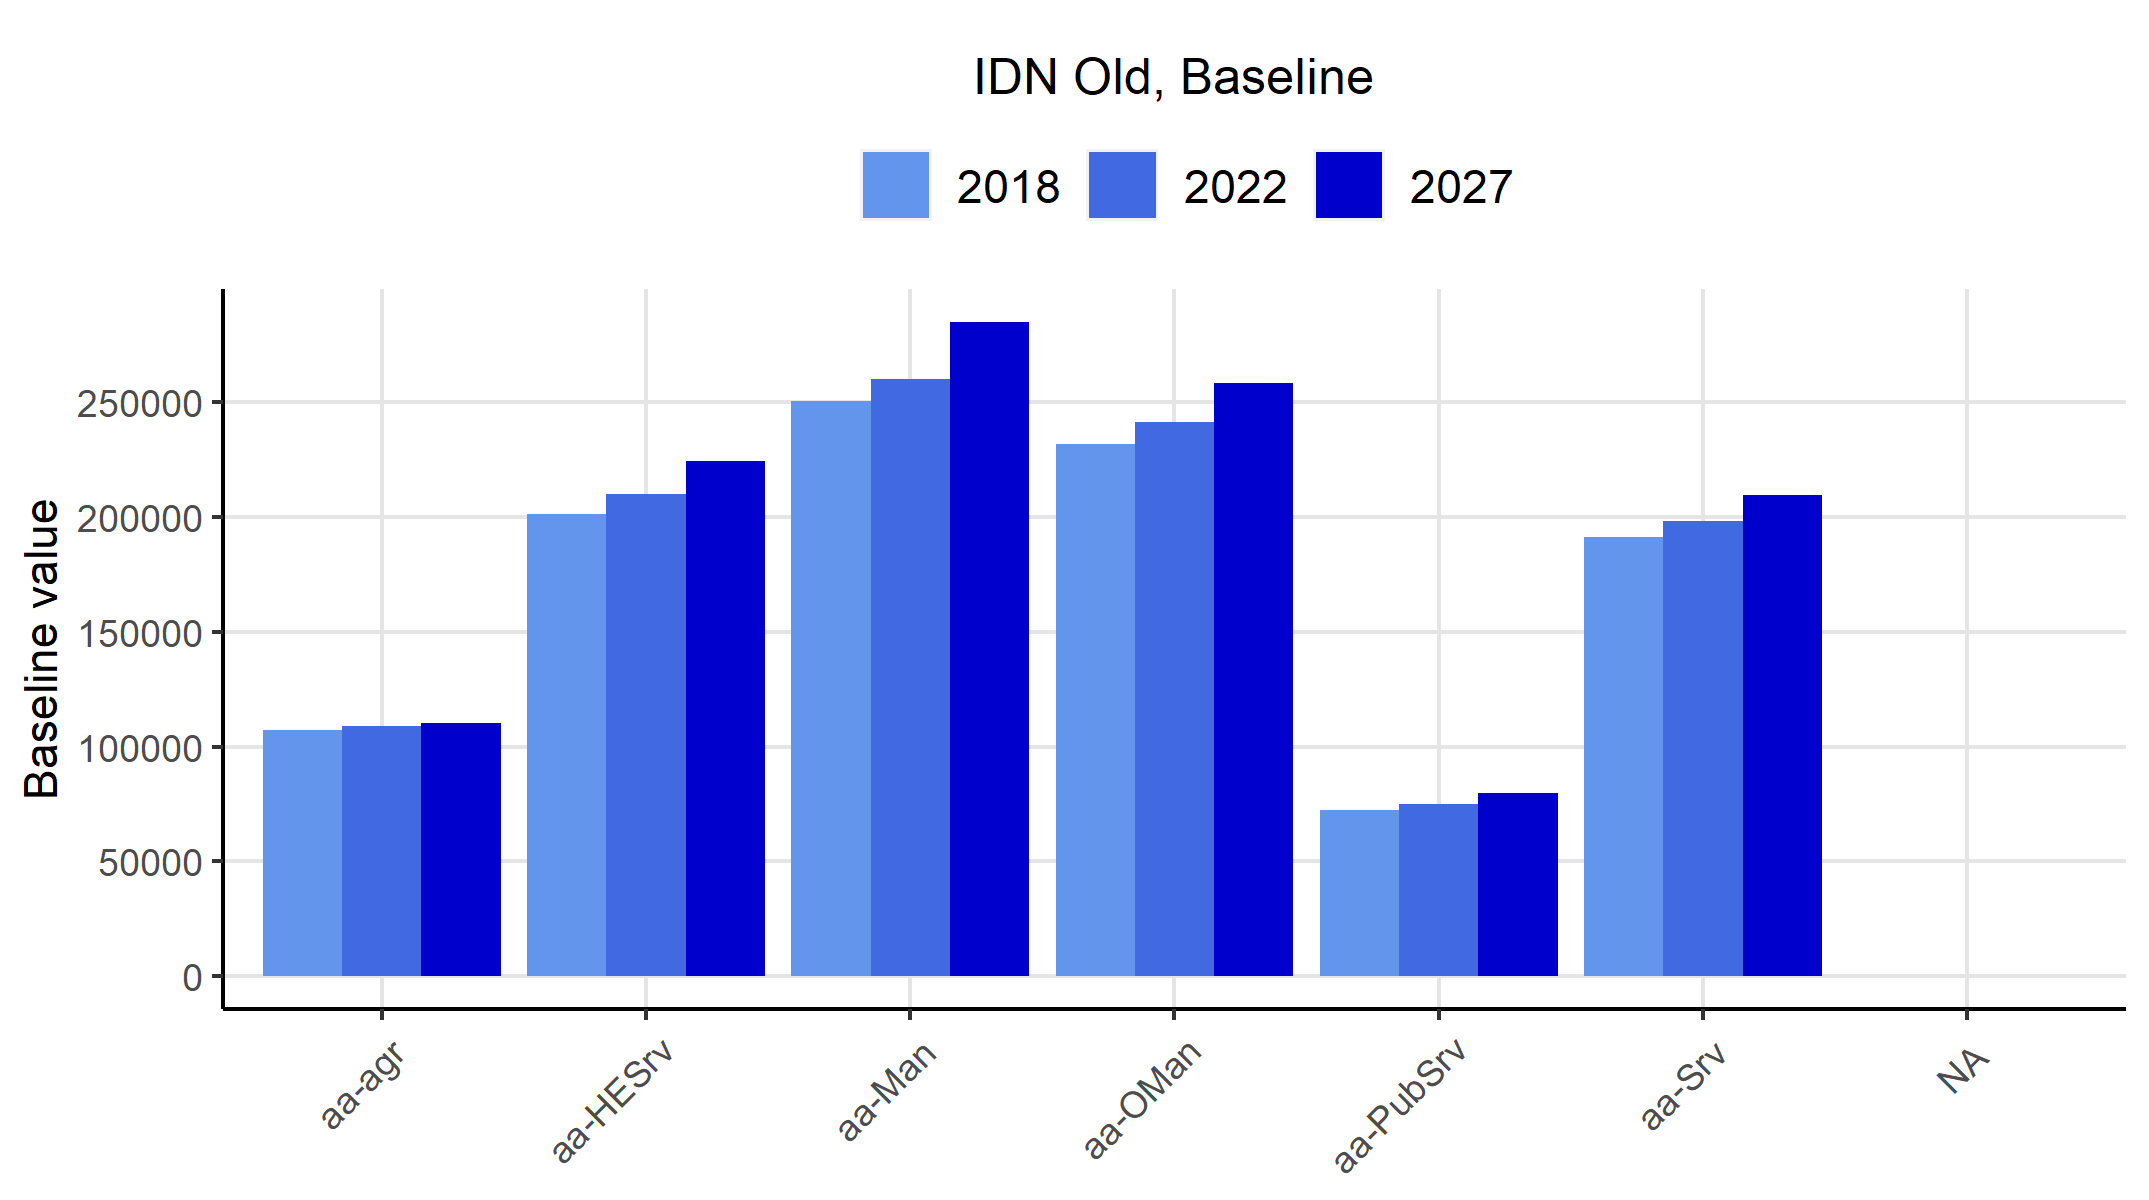 IDN Old, Baseline
2018 2022 2027
Baseline value
250000
200000
150000
100000
50000
0
aa-agr
aa-HESrv
aa-Man
aa-OMan
aa-PubSrv
aa-Srv
NA